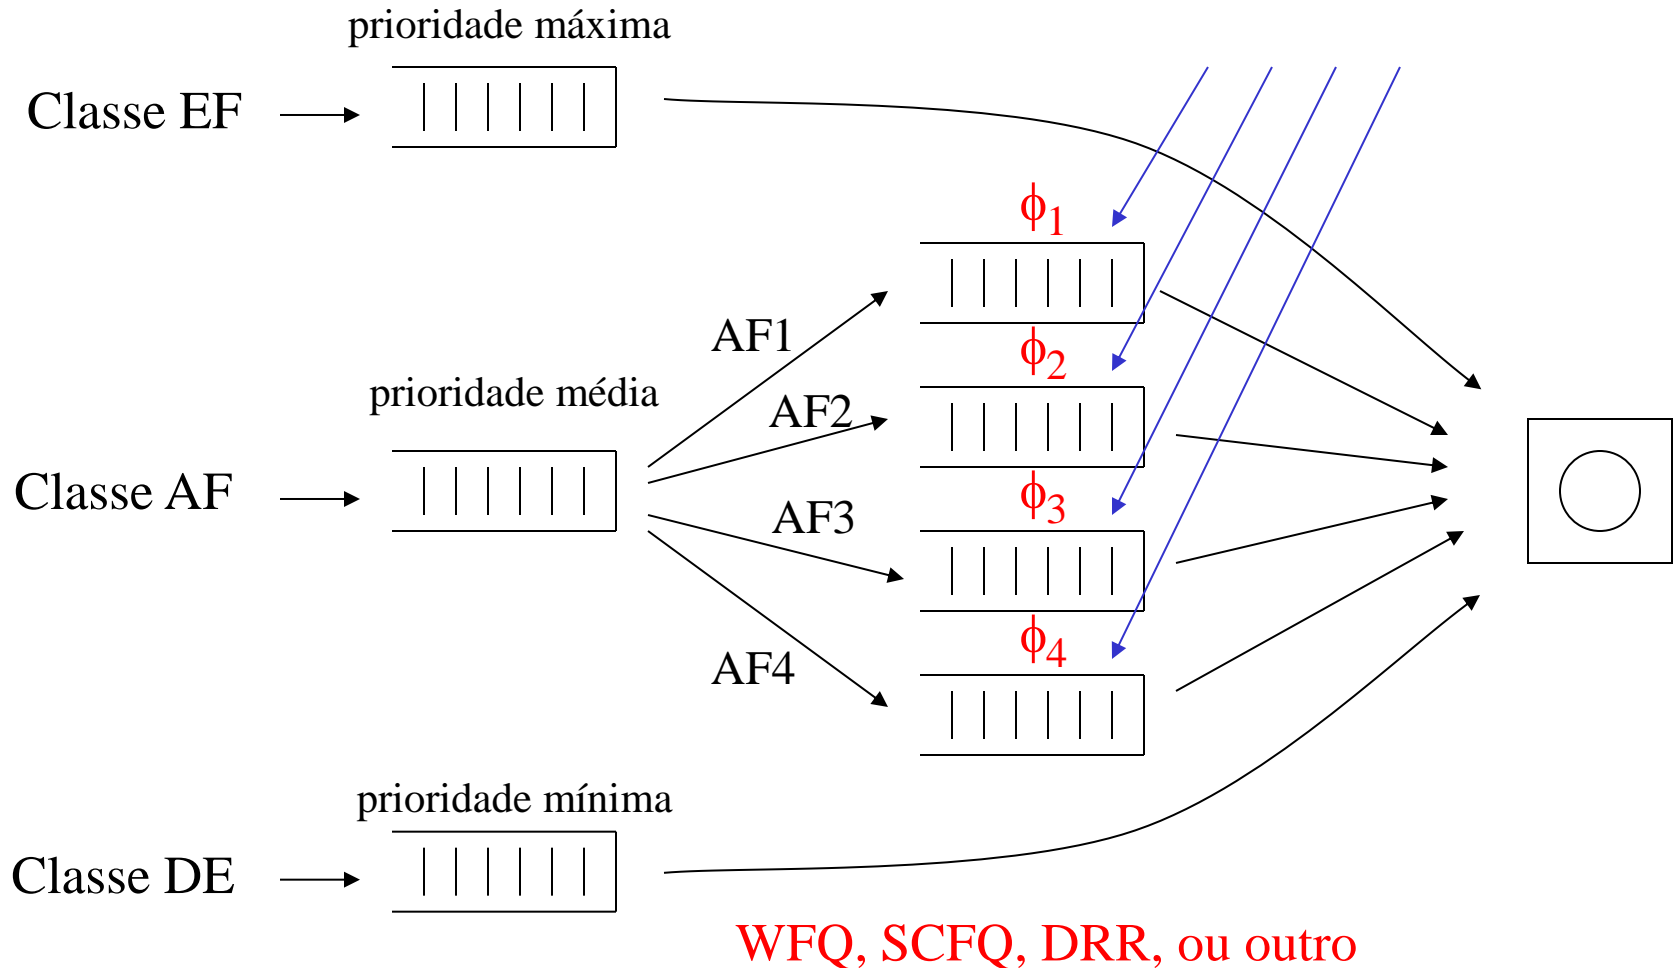 prioridade máxima
Classe EF
ϕ1
AF1
ϕ2
prioridade média
AF2
Classe AF
ϕ3
AF3
ϕ4
AF4
prioridade mínima
Classe DE
WFQ, SCFQ, DRR, ou outro